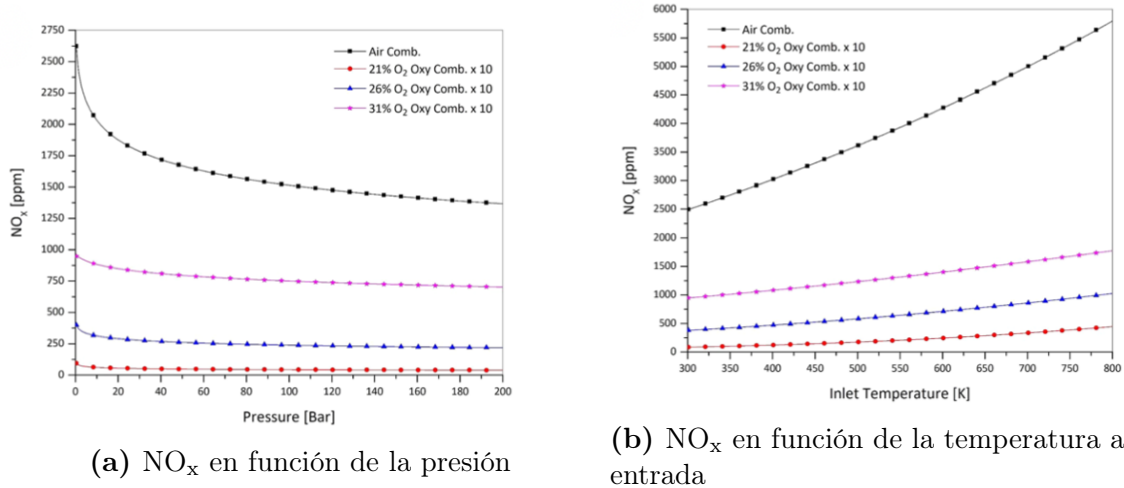 2750
2500
2250
2000
1750
1500
1250
1000
750
500
250
0
NOx [ppm]
Air Comb.
21% O2 Oxy Comb. x 10
26% O2 Oxy Comb. x 10
31% O2 Oxy Comb. x 10
0 20 40 60 80 100 120 140 160 180 200
Pressure [Bar]
(a) NOx en función de la presión
6000
5500
5000
4500
4000
3500
3000
2500
2000
1500
1000
500
0
NOx [ppm]
Air Comb.
21% O2 Oxy Comb. x 10
26% O2 Oxy Comb. x 10
31% O2 Oxy Comb. x 10
300 350 400 450 500 550 600 650 700 750 800
Inlet Temperature [K]
(b) NOx en función de la temperatura a
entrada